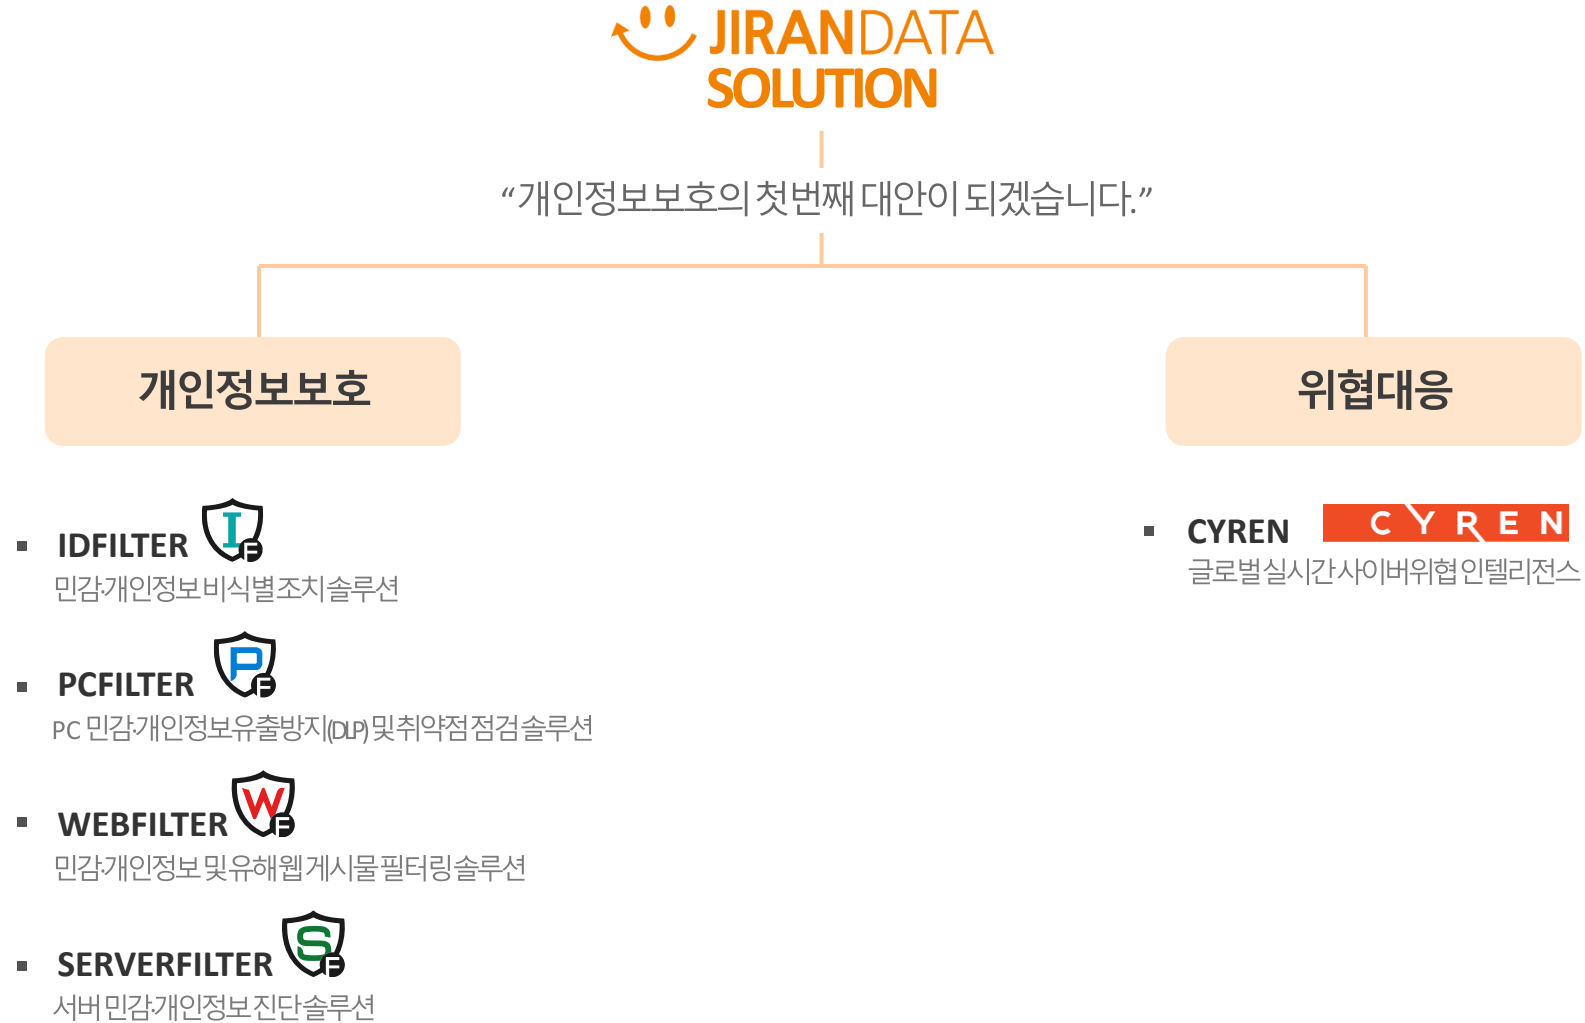 JIRANDATA
SOLUTION
“개인정보보호의 첫번째 대안이 되겠습니다.”
개인정보보호
IDFILTER I F
민감·개인정보 비식별 조치 솔루션
PCFILTER P F
PC 민감·개인정보유출방지(DLP) 및 취약점 점검 솔루션
WEBFILTER W F
민감·개인정보 및 유해 웹 게시물 필터링 솔루션
SERVERFILTER S F
서버 민감·개인정보 진단 솔루션
위협대응
CYREN CYREN
글로벌 실시간 사이버위협 인텔리전스